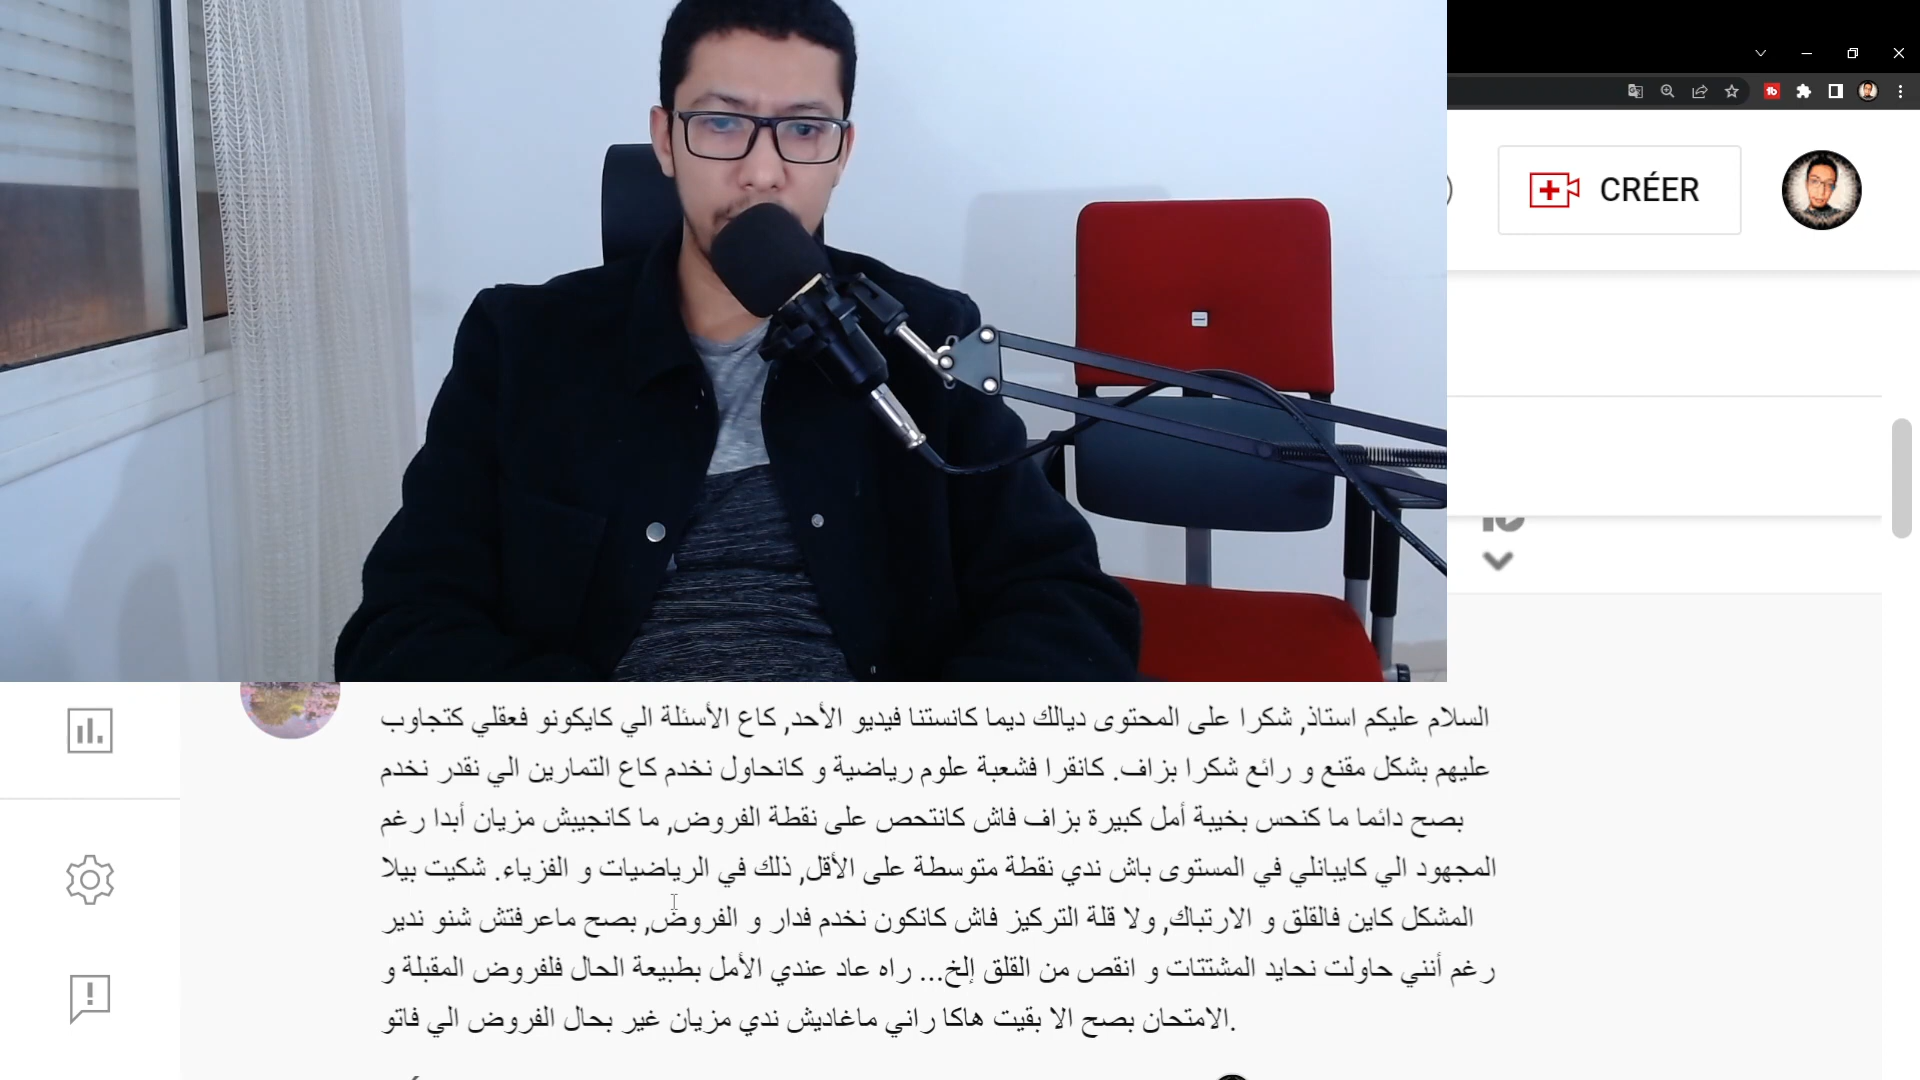 CRÉER
السلام عليكم استاذ, شكرا على المحتوى ديالك ديما كانستنا فيديو الأحد, كاع الأسئلة الي كايكونو فعقلي كتجاوب
عليهم بشكل مقنع و رائع شكرا بزاف. كانقرا فشعبة علوم رياضية و كانحاول نخدم كاع التمارين الي نقدر نخدم
بصح دائما ما كنحس بخيبة أمل كبيرة بزاف فاش كانتحص على نقطة الفروض, ما كانجيبش مزيان أبدا رغم
المجهود الي كايبانلي في المستوى باش ندي نقطة متوسطة على الأقل, ذلك في الرياضيات و الفزياء. شكيت بيلا
المشكل كاين فالقلق و الارتباك, ولا قلة التركيز فاش كانكون نخدم فدار و الفروض, بصح ماعرفتش شنو ندير
رغم أنني حاولت نحايد المشتتات و انقص من القلق إلخ... راه عاد عندي الأمل بطبيعة الحال فلفروض المقبلة و
الامتحان بصح الا بقيت هاكا راني ماغاديش ندي مزيان غير بحال الفروض الي فاتو.